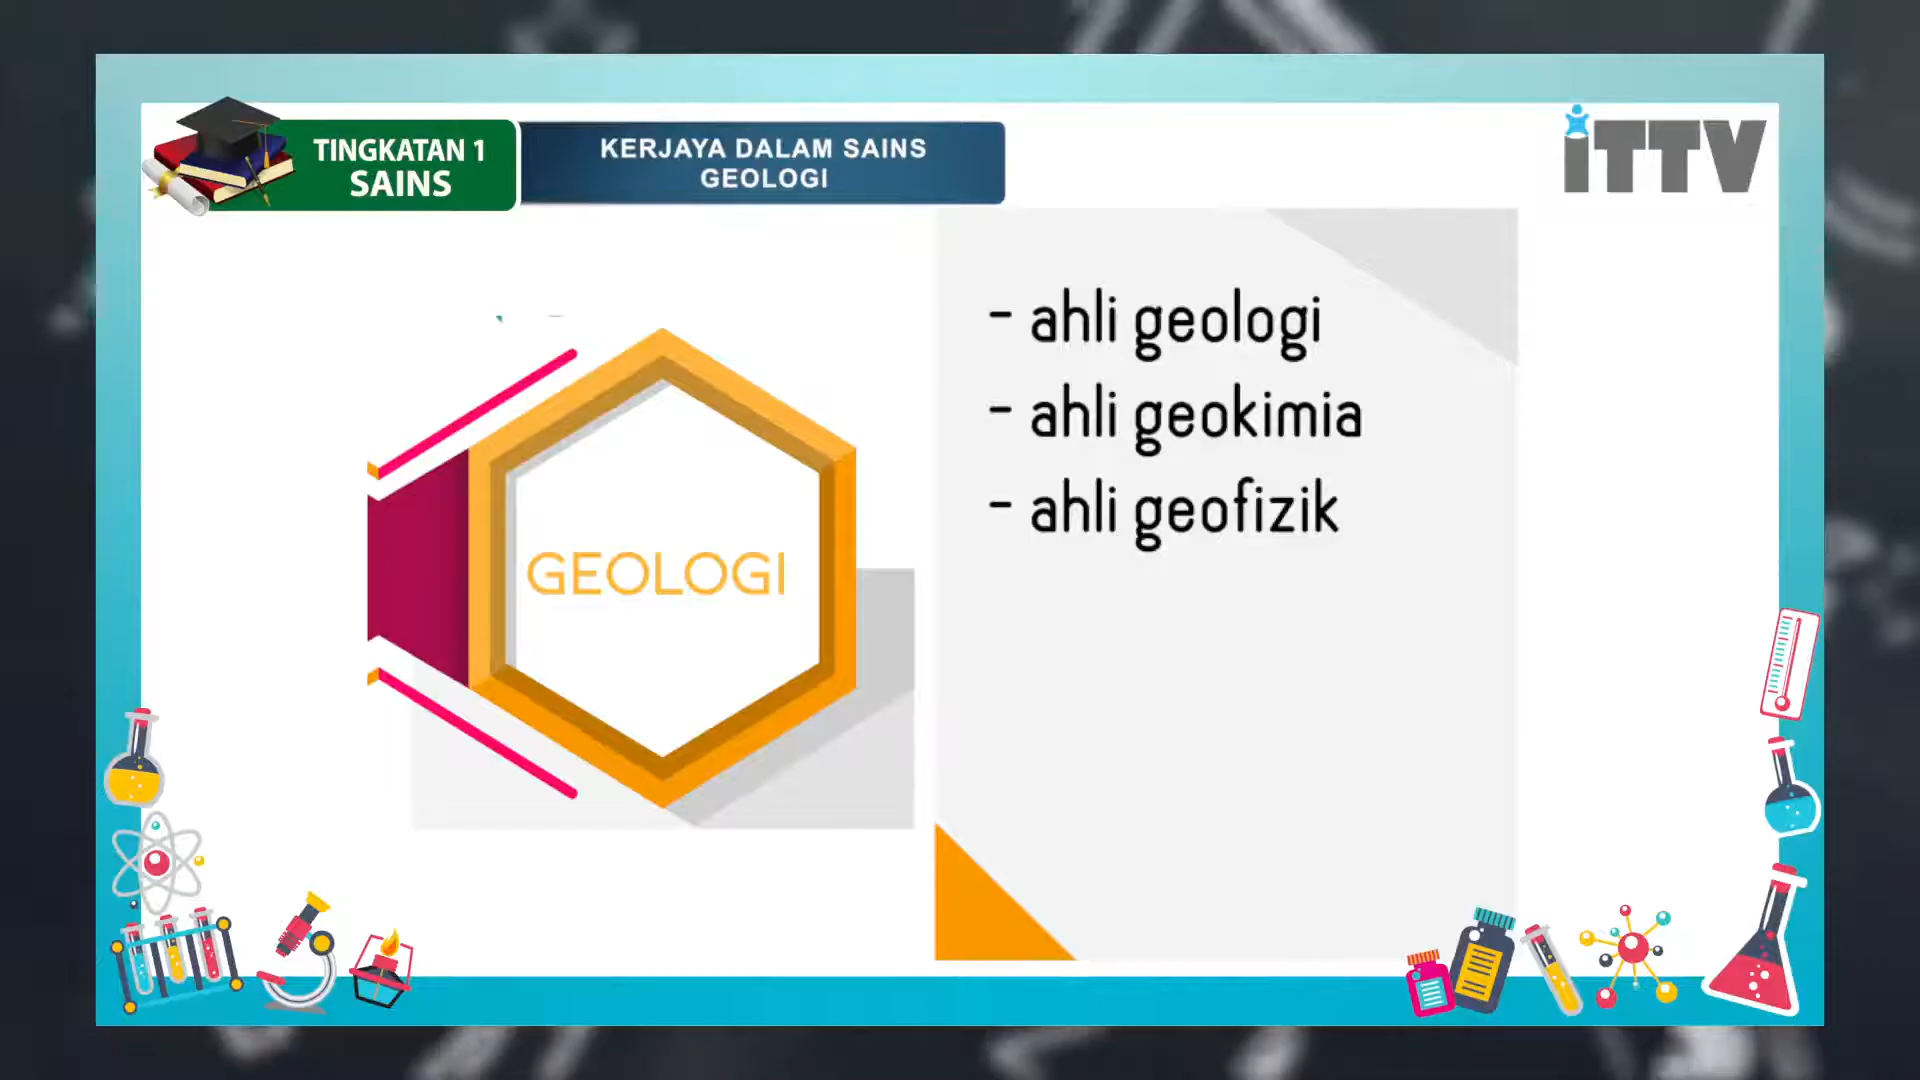 TINGKATAN 1
SAINS
KERJAYA DALAM SAINS
GEOLOGI
iTTV
- ahli geologi
- ahli geokimia
- ahli geofizik
GEOLOGI